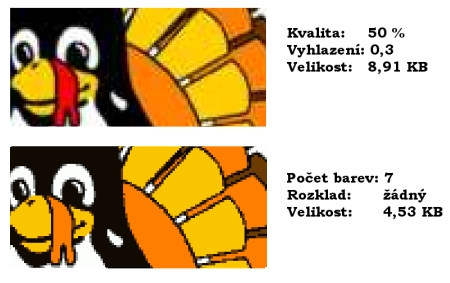 Kvalita: 50 %
Vyhlazení: 0,3
Velikost: 8,91 KB
Počet barev: 7
Rozklad: žádný
Velikost: 4,53 KB